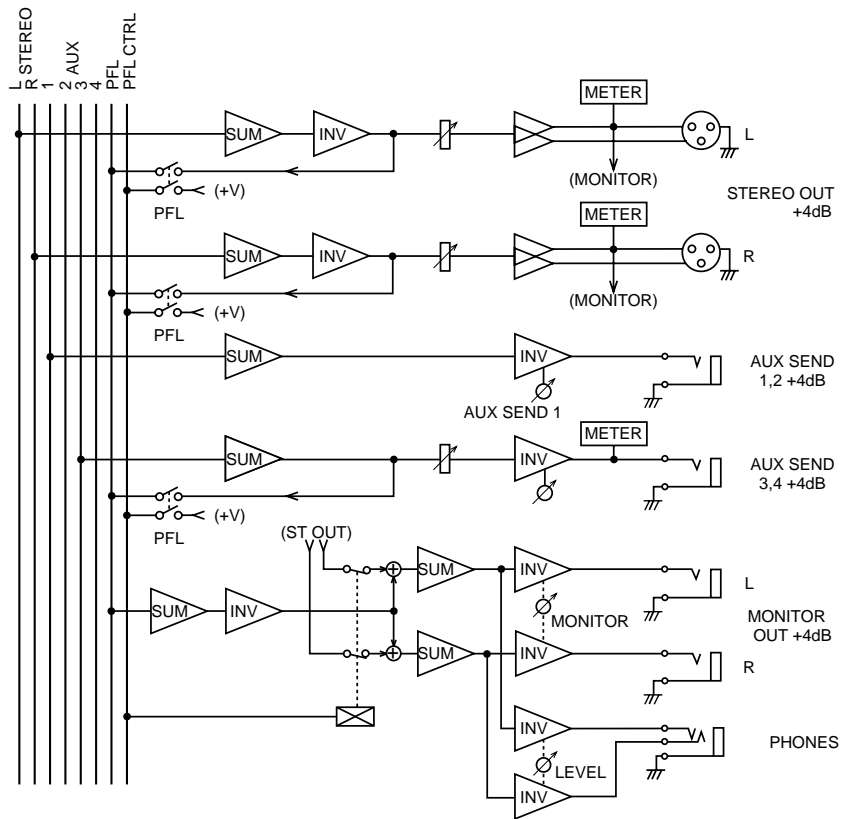 L
R STEREO
1
2 AUX
3
4
PFL
PFL CTRL
SUM
INV
METER
(MONITOR)
L
(+V)
PFL
STEREO OUT
+4dB
SUM
INV
METER
(MONITOR)
R
(+V)
PFL
SUM
INV
AUX SEND 1
AUX SEND
1,2 +4dB
SUM
INV
METER
AUX SEND
3,4 +4dB
(+V)
PFL
(ST OUT)
SUM
INV
L
SUM
INV
MONITOR
MONITOR
OUT +4dB
SUM
INV
R
INV
PHONES
LEVEL
INV